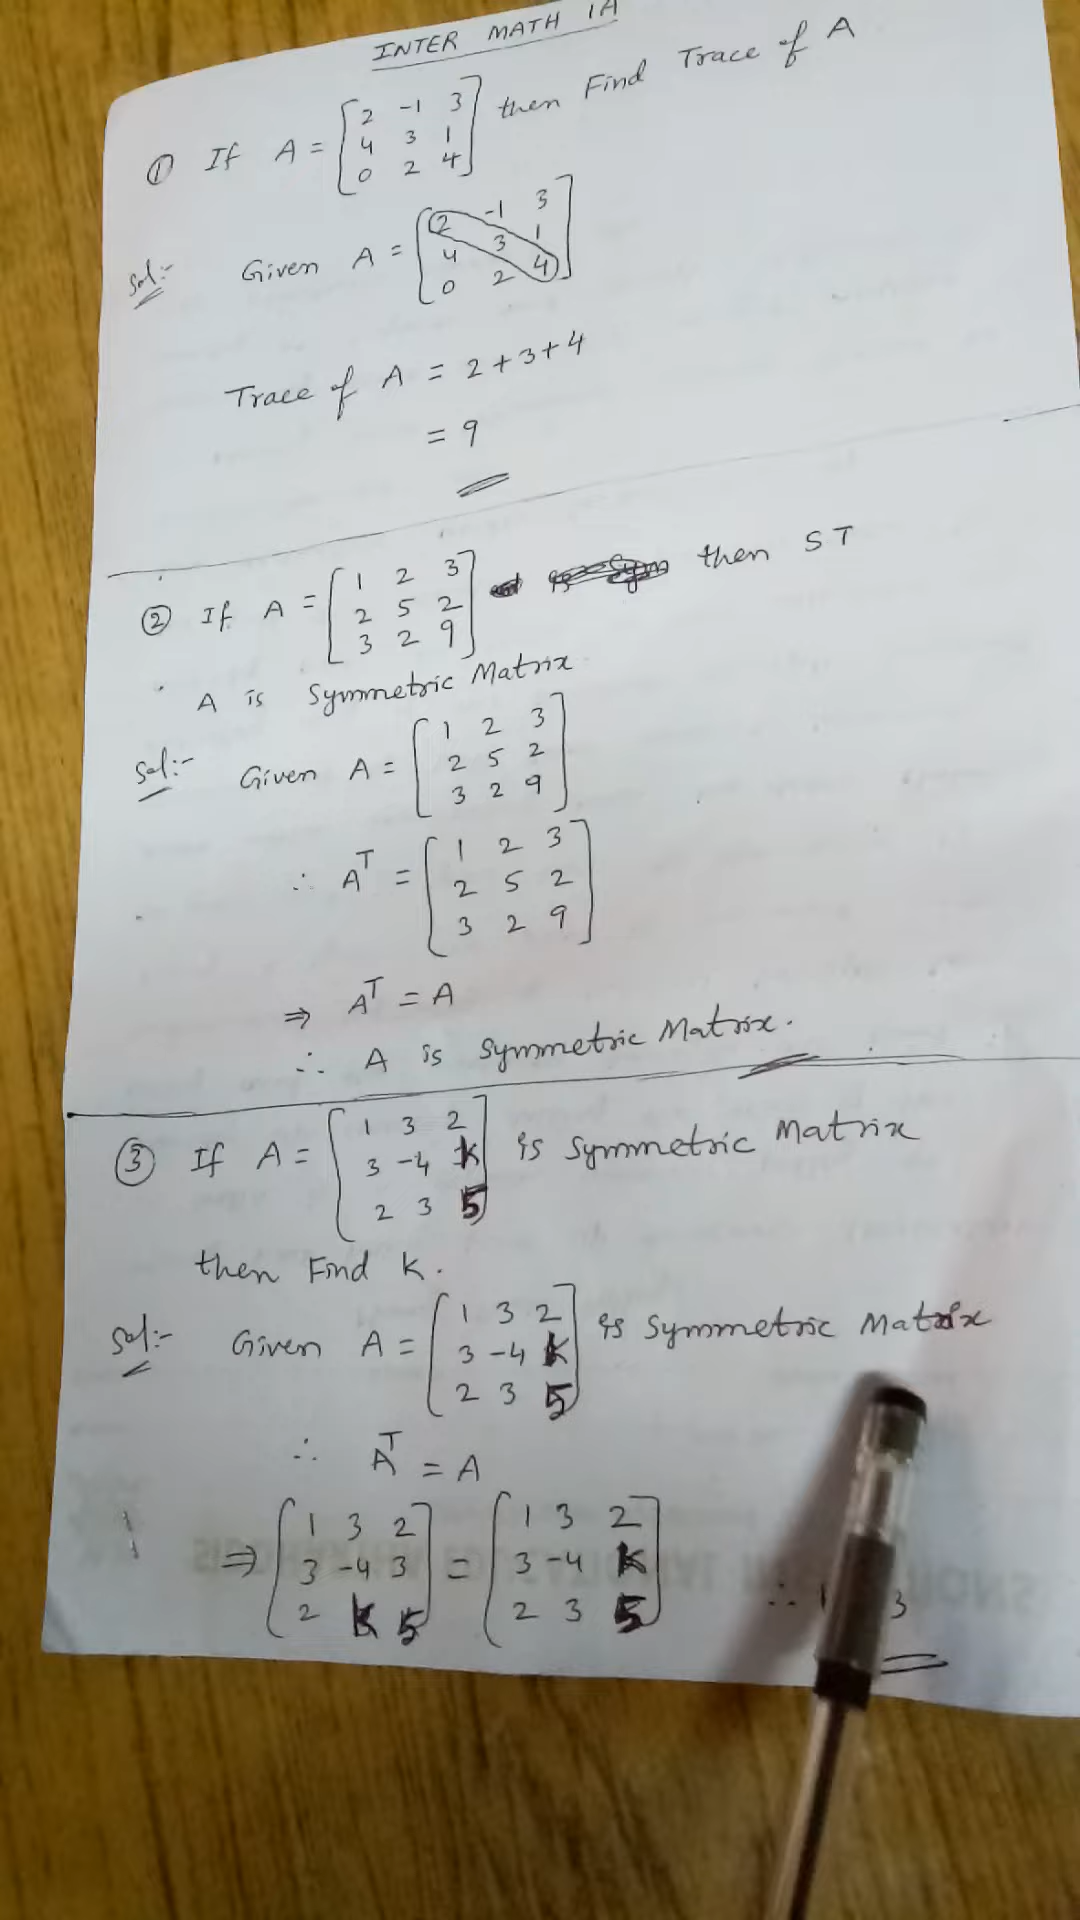 INTER MATH 1A
① If A = [2 -1 3
4 3 1
0 2 4] then Find Trace of A
Sol:- Given A = [2 -1 3
4 3 1
0 2 4]
Trace of A = 2+3+4
= 9
② If A = [1 2 3
2 5 2
3 2 9] then ST
A is Symmetric Matrix
Sol:- Given A = [1 2 3
2 5 2
3 2 9]
∴ A^T = [1 2 3
2 5 2
3 2 9]
⇒ A^T = A
∴ A is Symmetric Matrix.
③ If A = [1 3 2
3 -4 k
2 3 5] is Symmetric Matrix
then Find k.
Sol:- Given A = [1 3 2
3 -4 k
2 3 5] is Symmetric Matrix
∴ A^T = A
⇒ [1 3 2
3 -4 3
2 k 5] = [1 3 2
3 -4 k
2 3 5]
∴ 3